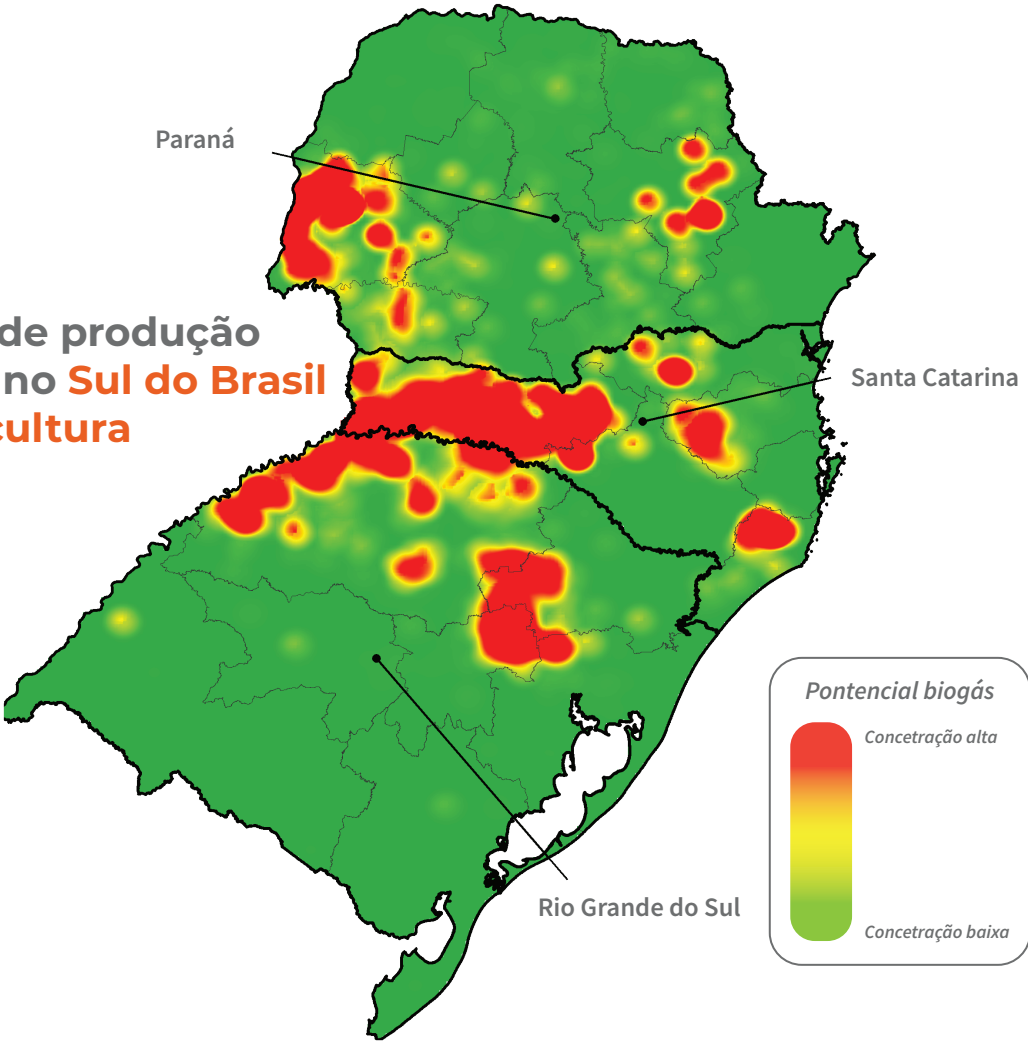 Paraná
de produção
no Sul do Brasil
cultura
Santa Catarina
Pontencial biogás
Concetração alta
Rio Grande do Sul
Concetração baixa